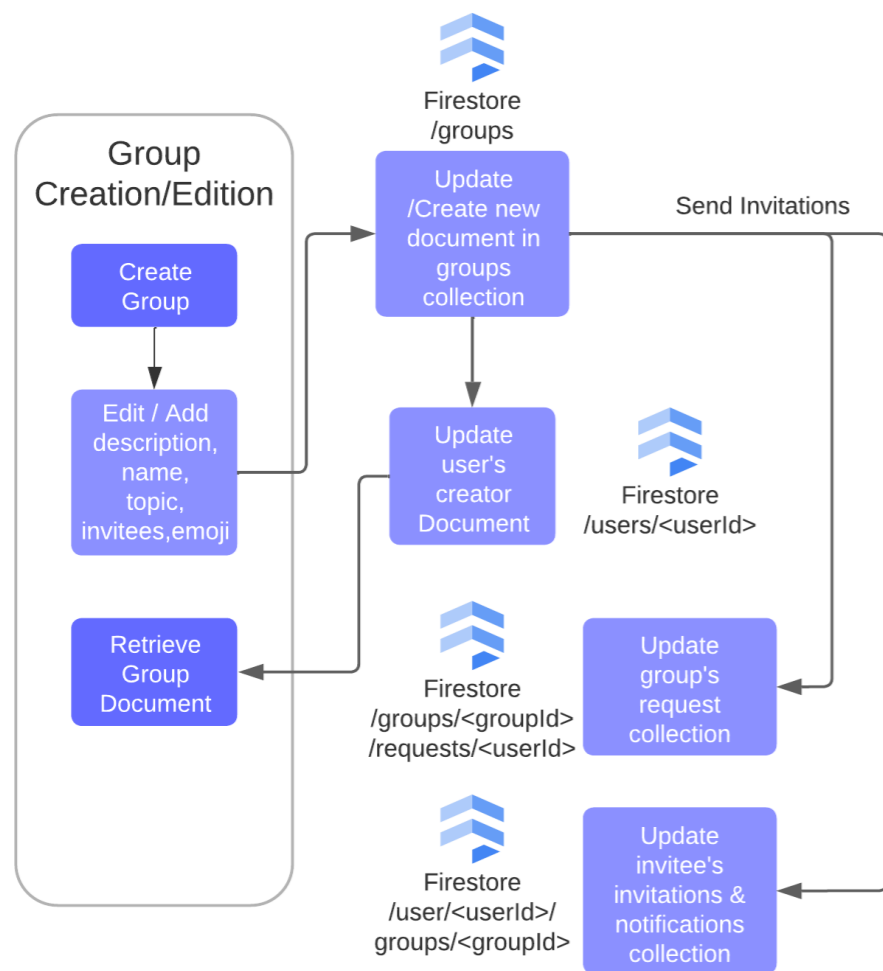 Firestore
/groups
Group
Creation/Edition
Update
/Create new
document in
groups
collection
Send Invitations
Create
Group
Edit / Add
description,
name,
topic,
invitees,emoji
Update
user's
creator
Document
Firestore
/users/<userId>
Retrieve
Group
Document
Firestore
/groups/<groupId>
/requests/<userId>
Update
group's
request
collection
Firestore
/user/<userId>/
groups/<groupId>
Update
invitee's
invitations &
notifications
collection